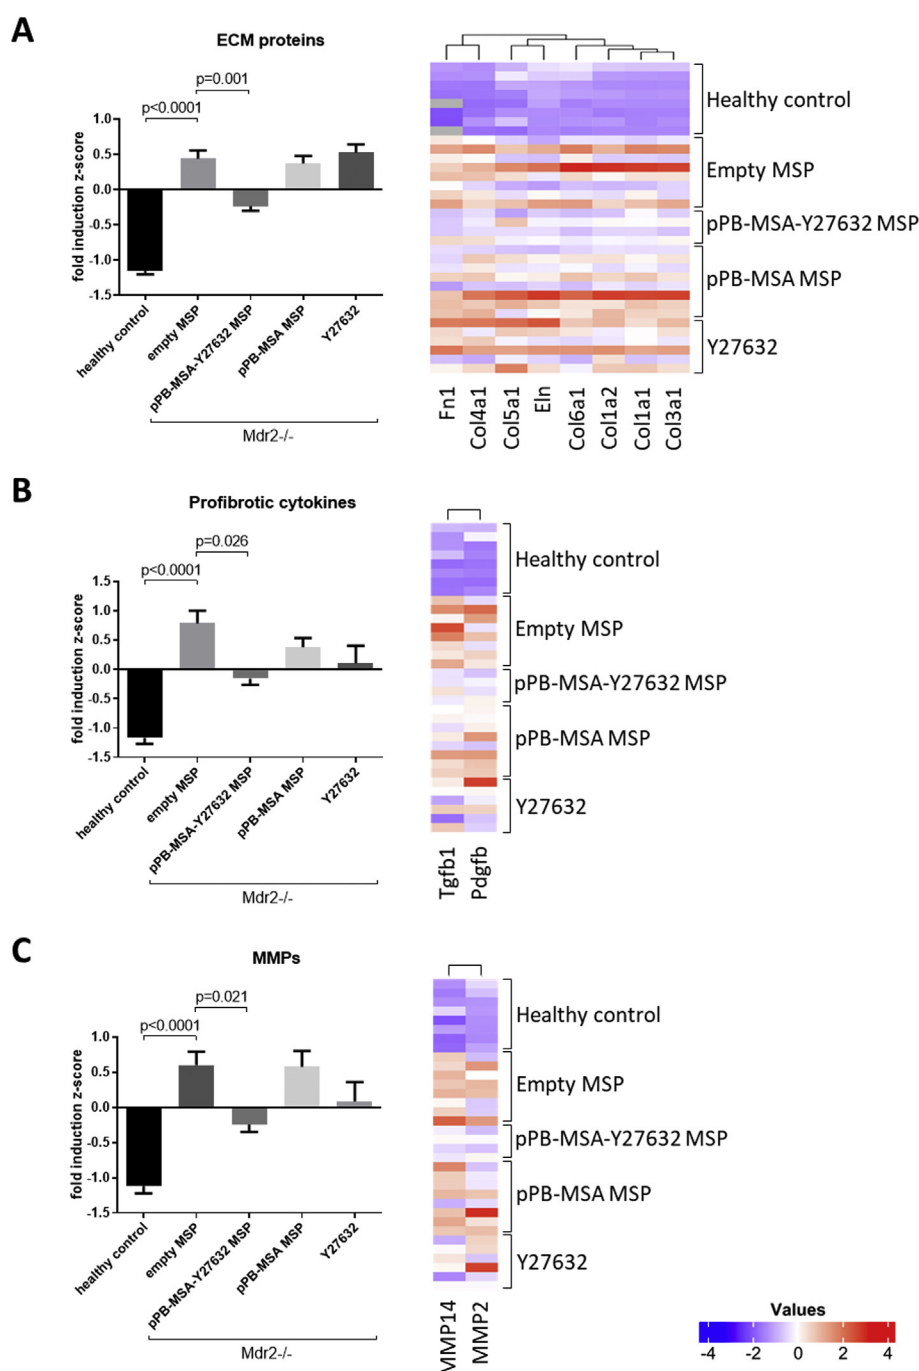 A
ECM proteins
p=0.001
p<0.0001
fold induction z-score
1.0
0.5
0.0
-0.5
-1.0
-1.5
healthy control
empty MSP
pPB-MSA-Y27632 MSP
pPB-MSA MSP
Y27632
Mdr2-/-
Healthy control
Empty MSP
pPB-MSA-Y27632 MSP
pPB-MSA MSP
Y27632
Fn1
Col4a1
Col5a1
Eln
Col6a1
Col1a2
Col1a1
Col3a1
B
Profibrotic cytokines
p=0.026
p<0.0001
fold induction z-score
1.5
1.0
0.5
0.0
-0.5
-1.0
-1.5
healthy control
empty MSP
pPB-MSA-Y27632 MSP
pPB-MSA MSP
Y27632
Mdr2-/-
Healthy control
Empty MSP
pPB-MSA-Y27632 MSP
pPB-MSA MSP
Y27632
Tgfb1
Pdgfb
C
MMPs
p=0.021
p<0.0001
fold induction z-score
1.0
0.5
0.0
-0.5
-1.0
-1.5
healthy control
empty MSP
pPB-MSA-Y27632 MSP
pPB-MSA MSP
Y27632
Mdr2-/-
Healthy control
Empty MSP
pPB-MSA-Y27632 MSP
pPB-MSA MSP
Y27632
MMP14
MMP2
Values
-4 -2 0 2 4